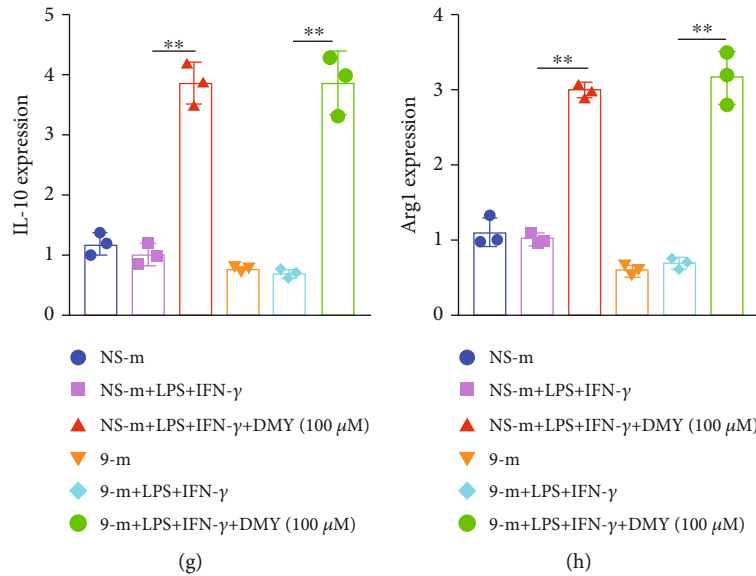 5
4
3
2
1
0
IL-10 expression
**
**
NS-m
NS-m+LPS+IFN-γ
NS-m+LPS+IFN-γ+DMY (100 μM)
9-m
9-m+LPS+IFN-γ
9-m+LPS+IFN-γ+DMY (100 μM)
(g)
4
3
2
1
0
Arg1 expression
**
**
NS-m
NS-m+LPS+IFN-γ
NS-m+LPS+IFN-γ+DMY (100 μM)
9-m
9-m+LPS+IFN-γ
9-m+LPS+IFN-γ+DMY (100 μM)
(h)